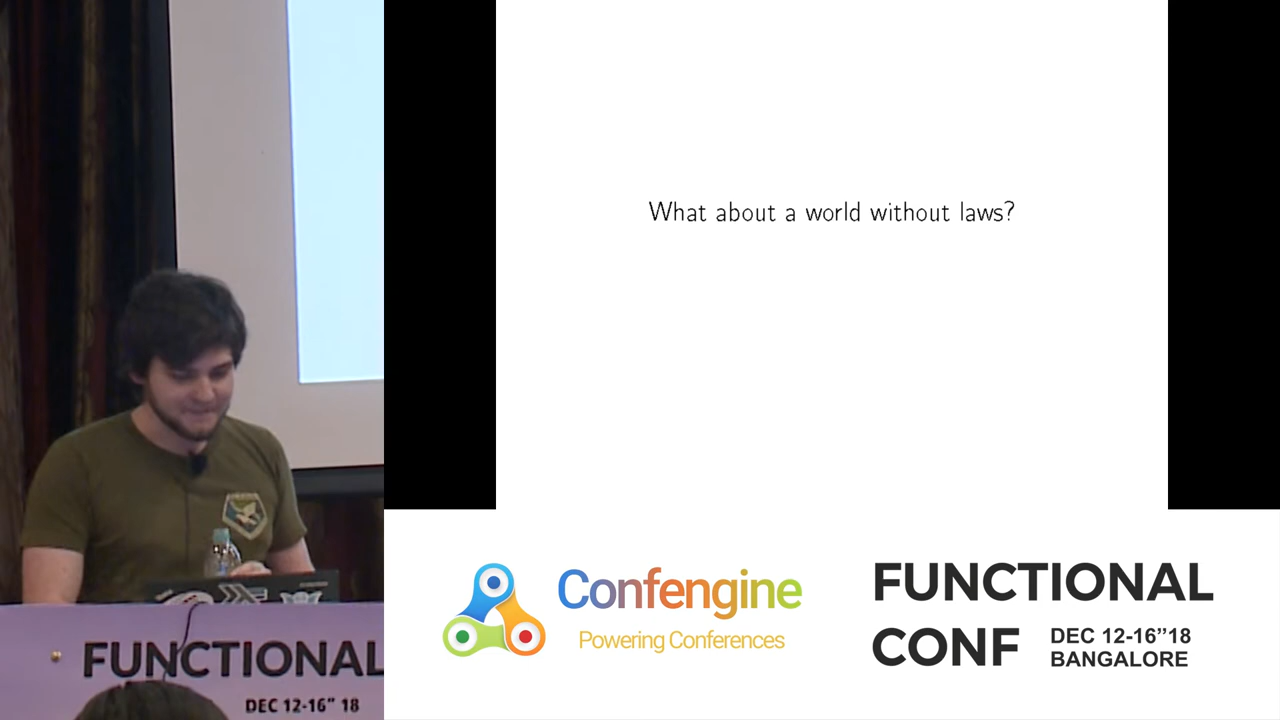 What about a world without laws?
Confengine
Powering Conferences
FUNCTIONAL
CONF
DEC 12-16”18
BANGALORE
FUNCTIONAL
DEC 12-16" 18